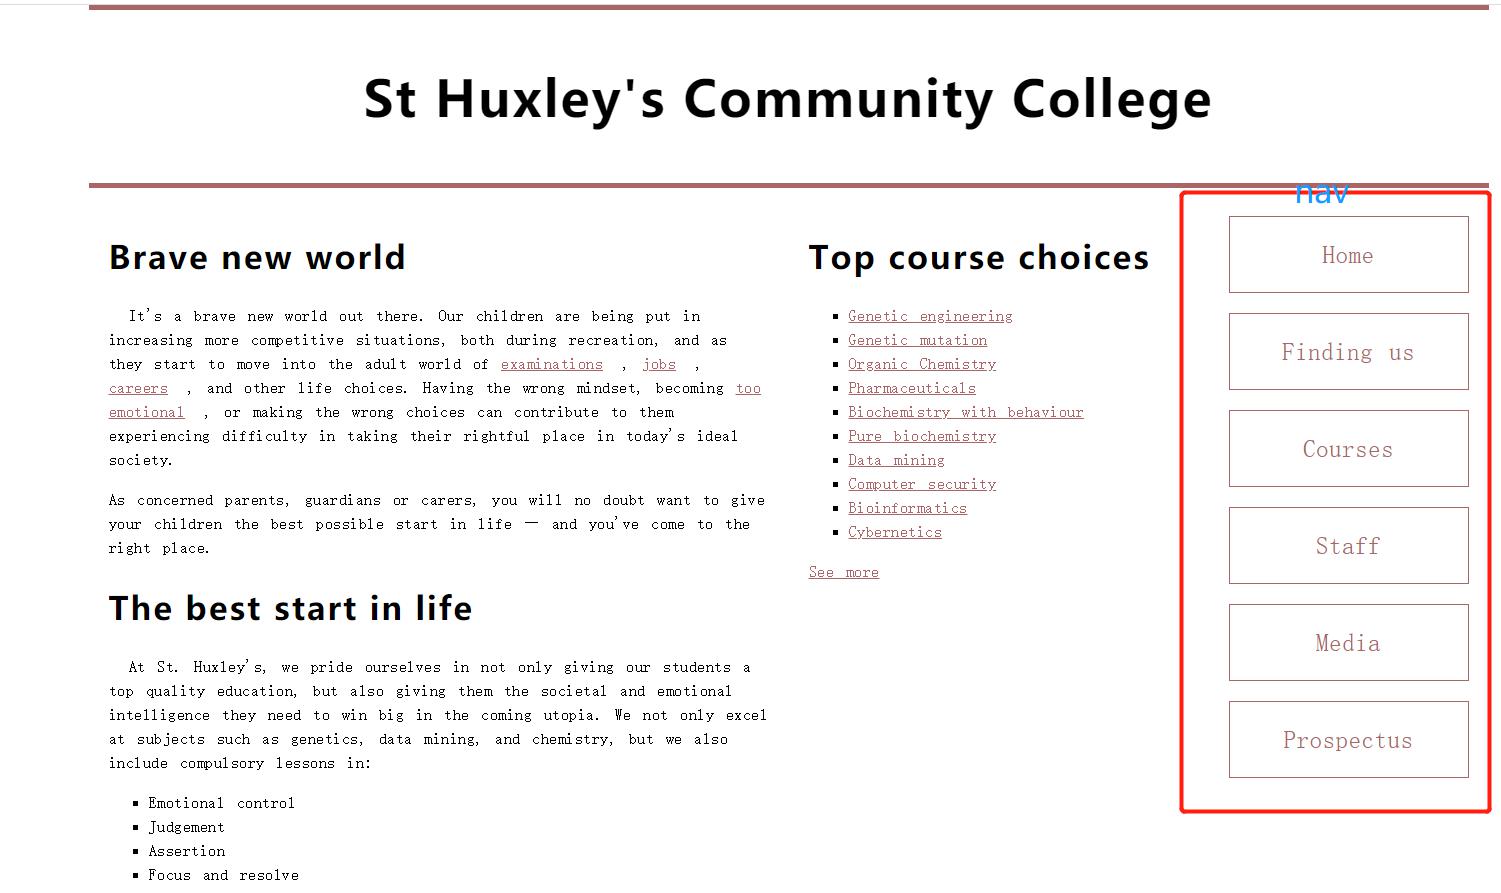 St Huxley's Community College
nav
Brave new world
It's a brave new world out there. Our children are being put in
increasing more competitive situations, both during recreation, and as
they start to move into the adult world of examinations , jobs ,
careers , and other life choices. Having the wrong mindset, becoming too
emotional , or making the wrong choices can contribute to them
experiencing difficulty in taking their rightful place in today's ideal
society.
As concerned parents, guardians or carers, you will no doubt want to give
your children the best possible start in life — and you've come to the
right place.
The best start in life
At St. Huxley's, we pride ourselves in not only giving our students a
top quality education, but also giving them the societal and emotional
intelligence they need to win big in the coming utopia. We not only excel
at subjects such as genetics, data mining, and chemistry, but we also
include compulsory lessons in:
Emotional control
Judgement
Assertion
Focus and resolve
Top course choices
Genetic engineering
Genetic mutation
Organic Chemistry
Pharmaceuticals
Biochemistry with behaviour
Pure biochemistry
Data mining
Computer security
Bioinformatics
Cybernetics
See more
Home
Finding us
Courses
Staff
Media
Prospectus